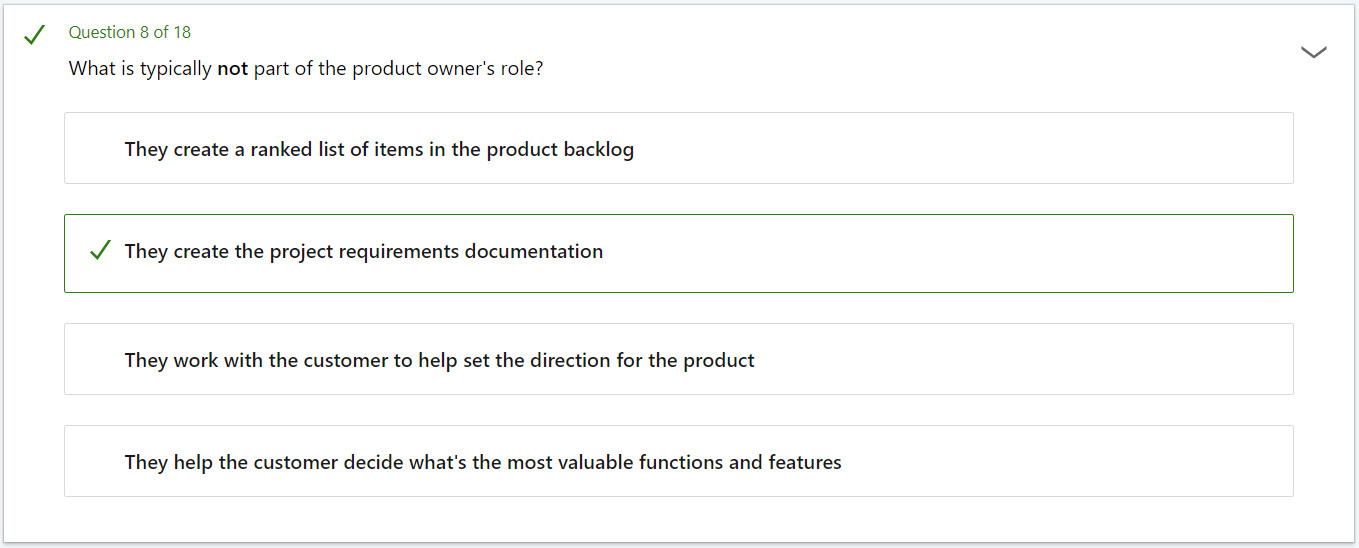 Question 8 of 18
What is typically not part of the product owner's role?
They create a ranked list of items in the product backlog
They create the project requirements documentation
They work with the customer to help set the direction for the product
They help the customer decide what's the most valuable functions and features